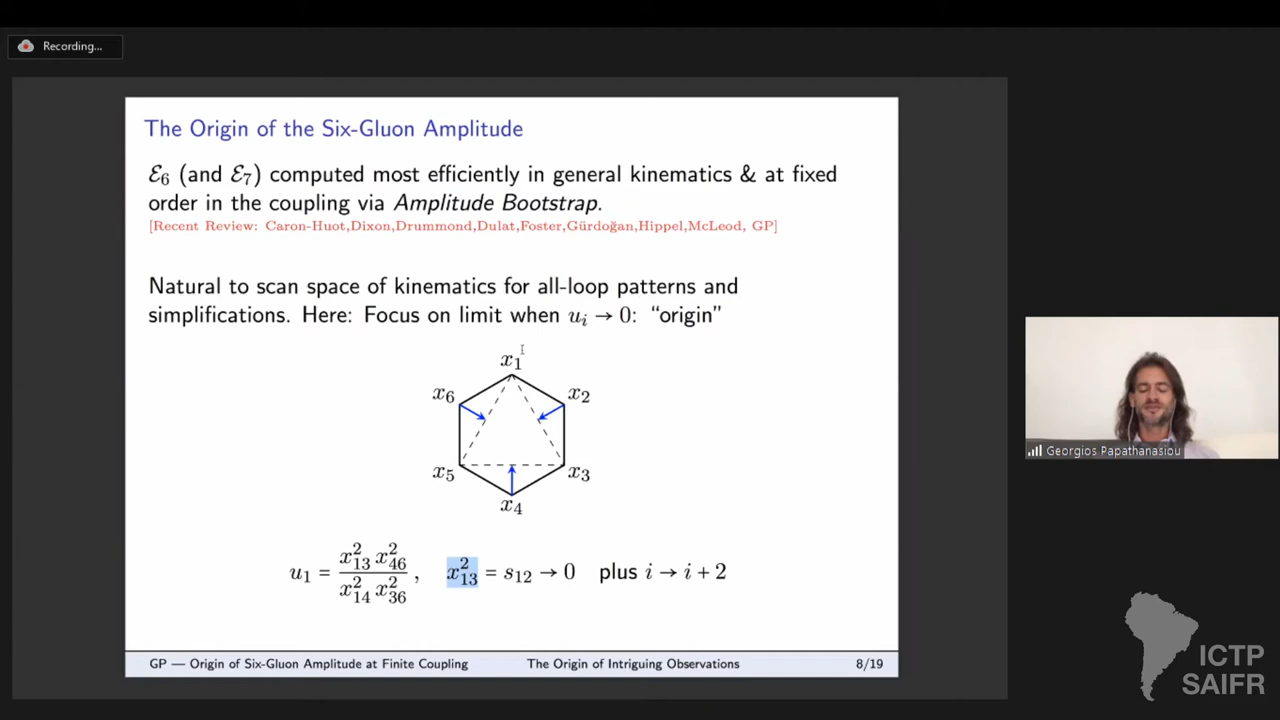 Recording...
The Origin of the Six-Gluon Amplitude
ℰ₆ (and ℰ₇) computed most efficiently in general kinematics & at fixed
order in the coupling via Amplitude Bootstrap.
[Recent Review: Caron-Huot,Dixon,Drummond,Dulat,Foster,Gürdoğan,Hippel,McLeod, GP]
Natural to scan space of kinematics for all-loop patterns and
simplifications. Here: Focus on limit when uᵢ → 0: “origin”
x₁
x₆ x₂
x₅ x₃
x₄
u₁ = x²₁₃ x²₄₆ / x²₁₄ x²₃₆ , x²₁₃ = s₁₂ → 0 plus i → i + 2
GP — Origin of Six-Gluon Amplitude at Finite Coupling The Origin of Intriguing Observations 8/19
Georgios Papathanasiou
ICTP
SAIFR